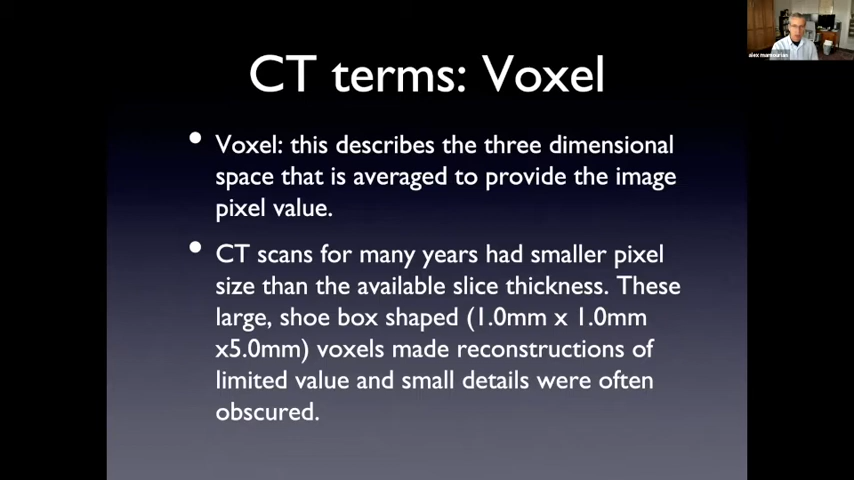 CT terms: Voxel
• Voxel: this describes the three dimensional
space that is averaged to provide the image
pixel value.
• CT scans for many years had smaller pixel
size than the available slice thickness. These
large, shoe box shaped (1.0mm x 1.0mm
x5.0mm) voxels made reconstructions of
limited value and small details were often
obscured.
alex mamourian